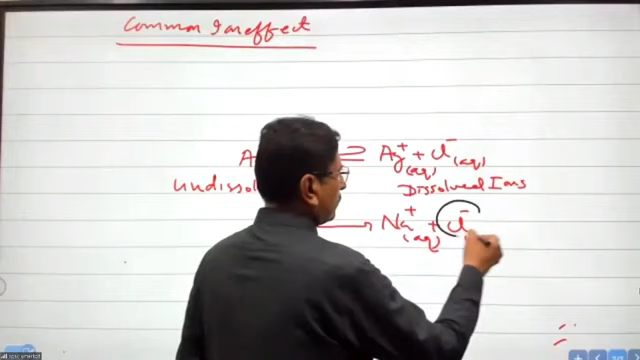 Common Ion effect
A ⇌ Ag⁺(aq) + Cl⁻(aq)
undissol Dissolved Ions
→ Na⁺(aq) + Cl⁻